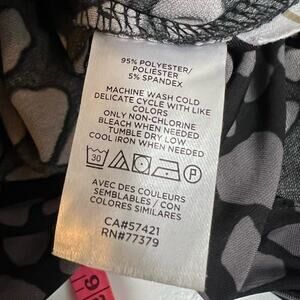 95% POLYESTER/
POLIÉSTER
5% SPANDEX
MACHINE WASH COLD
DELICATE CYCLE WITH LIKE
COLORS
ONLY NON-CHLORINE
BLEACH WHEN NEEDED
TUMBLE DRY LOW
COOL IRON WHEN NEEDED
30 P
AVEC DES COULEURS
SEMBLABLES / CON
COLORES SIMILARES
CA#57421
RN#77379